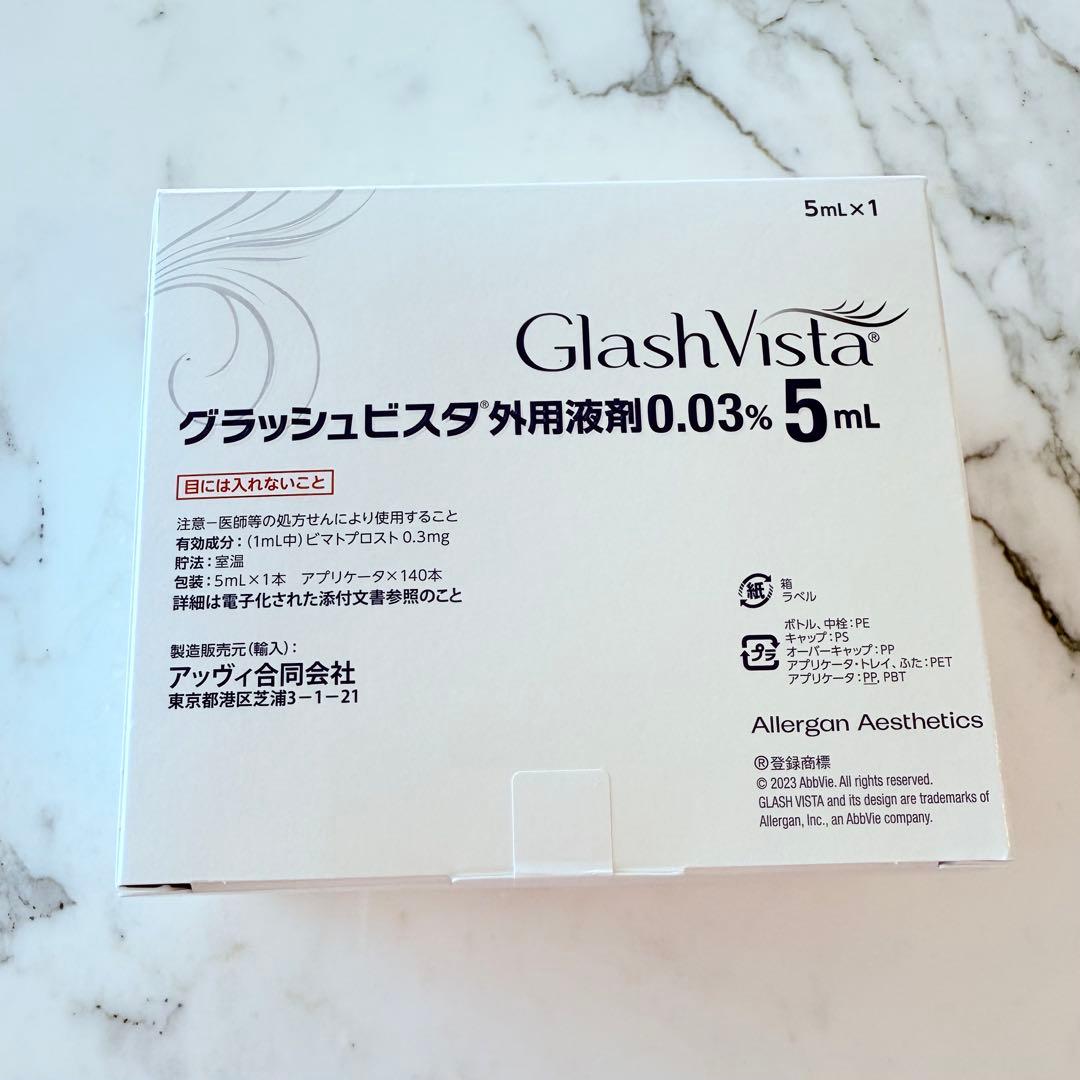 5mL×1
GlashVista®
グラッシュビスタ®外用液剤0.03% 5mL
目には入れないこと
注意－医師等の処方せんにより使用すること
有効成分：(1mL中)ビマトプロスト 0.3mg
貯法：室温
包装：5mL×1本 アプリケータ×140本
詳細は電子化された添付文書参照のこと
製造販売元(輸入)：
アッヴィ合同会社
東京都港区芝浦3－1－21
紙
箱
ラベル
プラ
ボトル、中栓：PE
キャップ：PS
オーバーキャップ：PP
アプリケータ・トレイ、ふた：PET
アプリケータ：PP, PBT
Allergan Aesthetics
®登録商標
© 2023 AbbVie. All rights reserved.
GLASH VISTA and its design are trademarks of
Allergan, Inc., an AbbVie company.